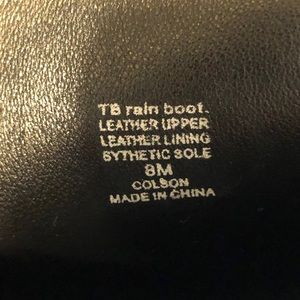 TB rain boot.
LEATHER UPPER
LEATHER LINING
SYTHETIC SOLE
8M
COLSON
MADE IN CHINA